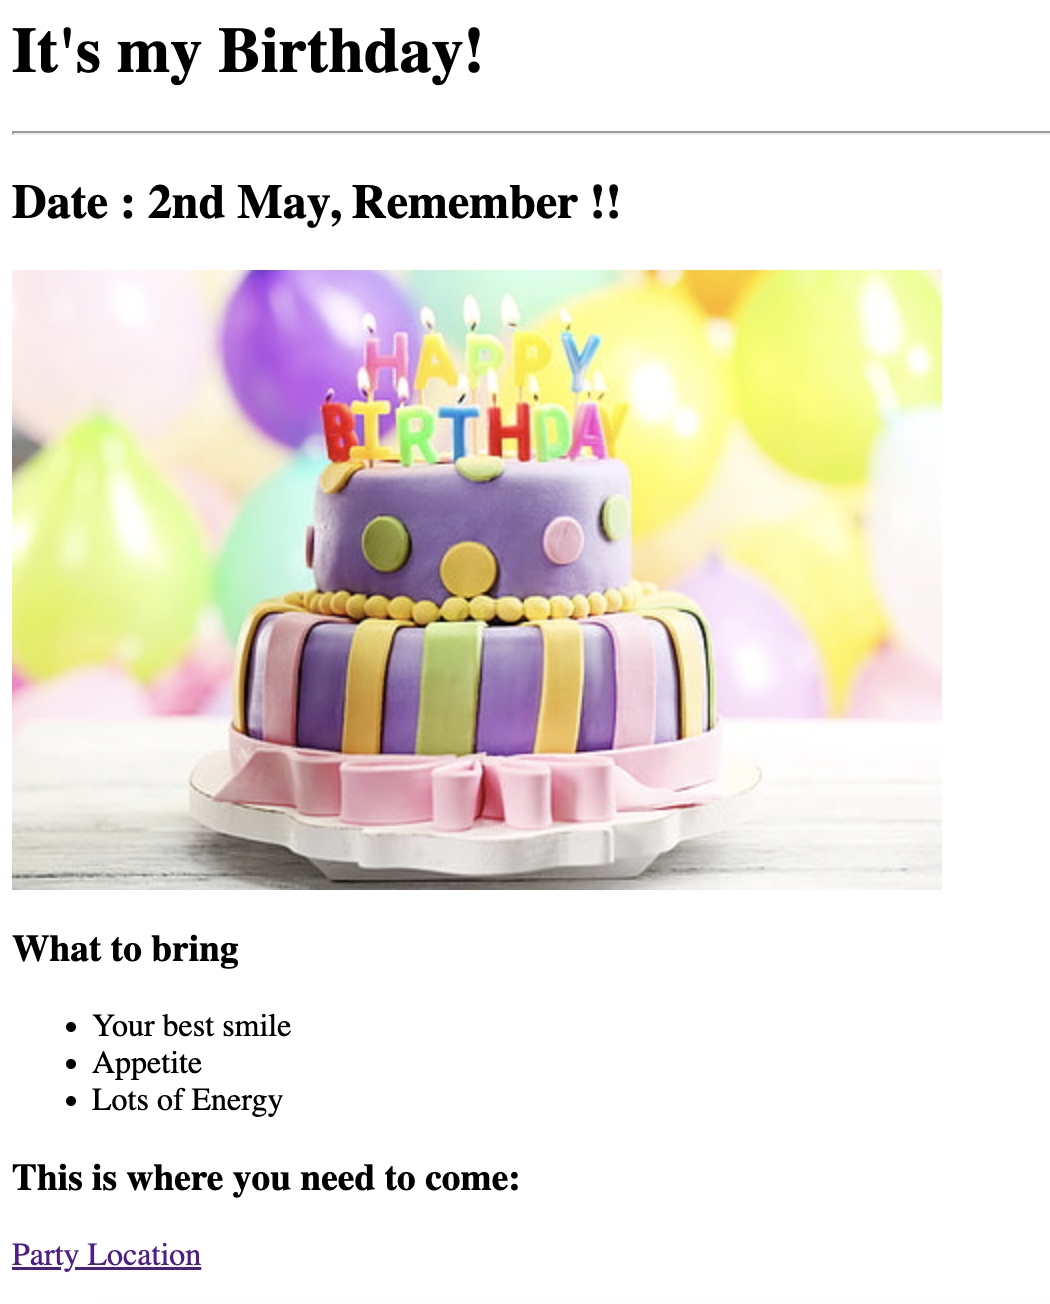 It's my Birthday!
Date : 2nd May, Remember !!
HAPPY
BIRTHDAY
What to bring
Your best smile
Appetite
Lots of Energy
This is where you need to come:
Party Location